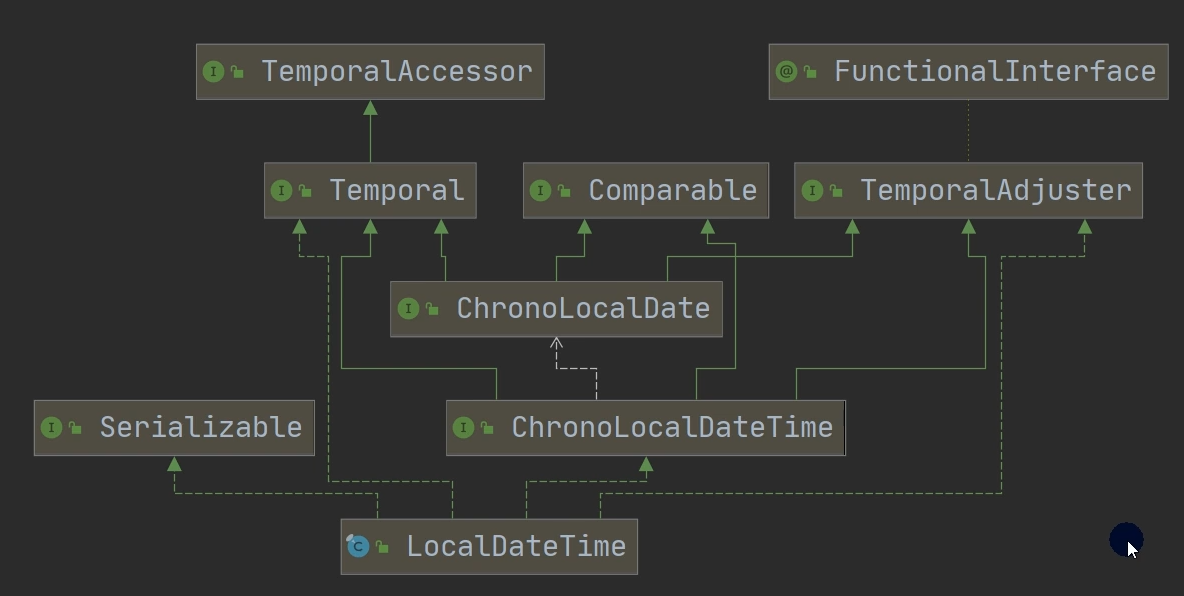 TemporalAccessor
FunctionalInterface
Temporal
Comparable
TemporalAdjuster
ChronoLocalDate
Serializable
ChronoLocalDateTime
LocalDateTime